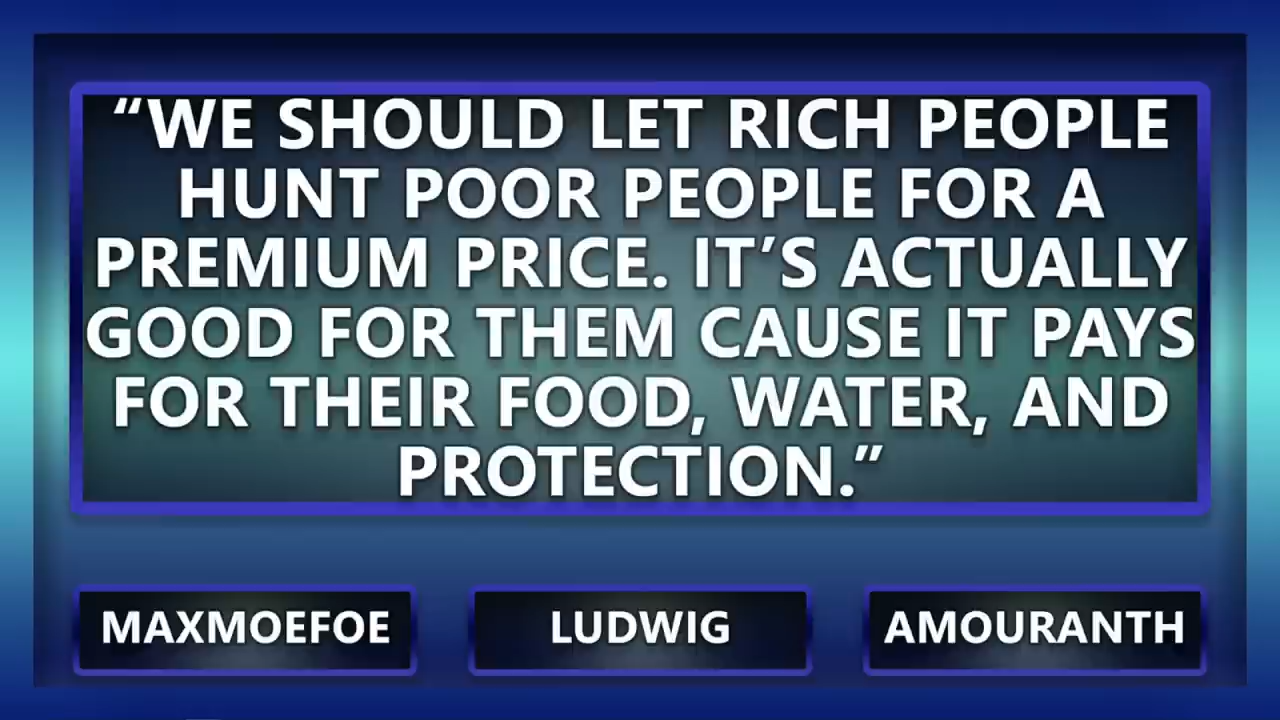 “WE SHOULD LET RICH PEOPLE
HUNT POOR PEOPLE FOR A
PREMIUM PRICE. IT’S ACTUALLY
GOOD FOR THEM CAUSE IT PAYS
FOR THEIR FOOD, WATER, AND
PROTECTION.”
MAXMOEFOE
LUDWIG
AMOURANTH